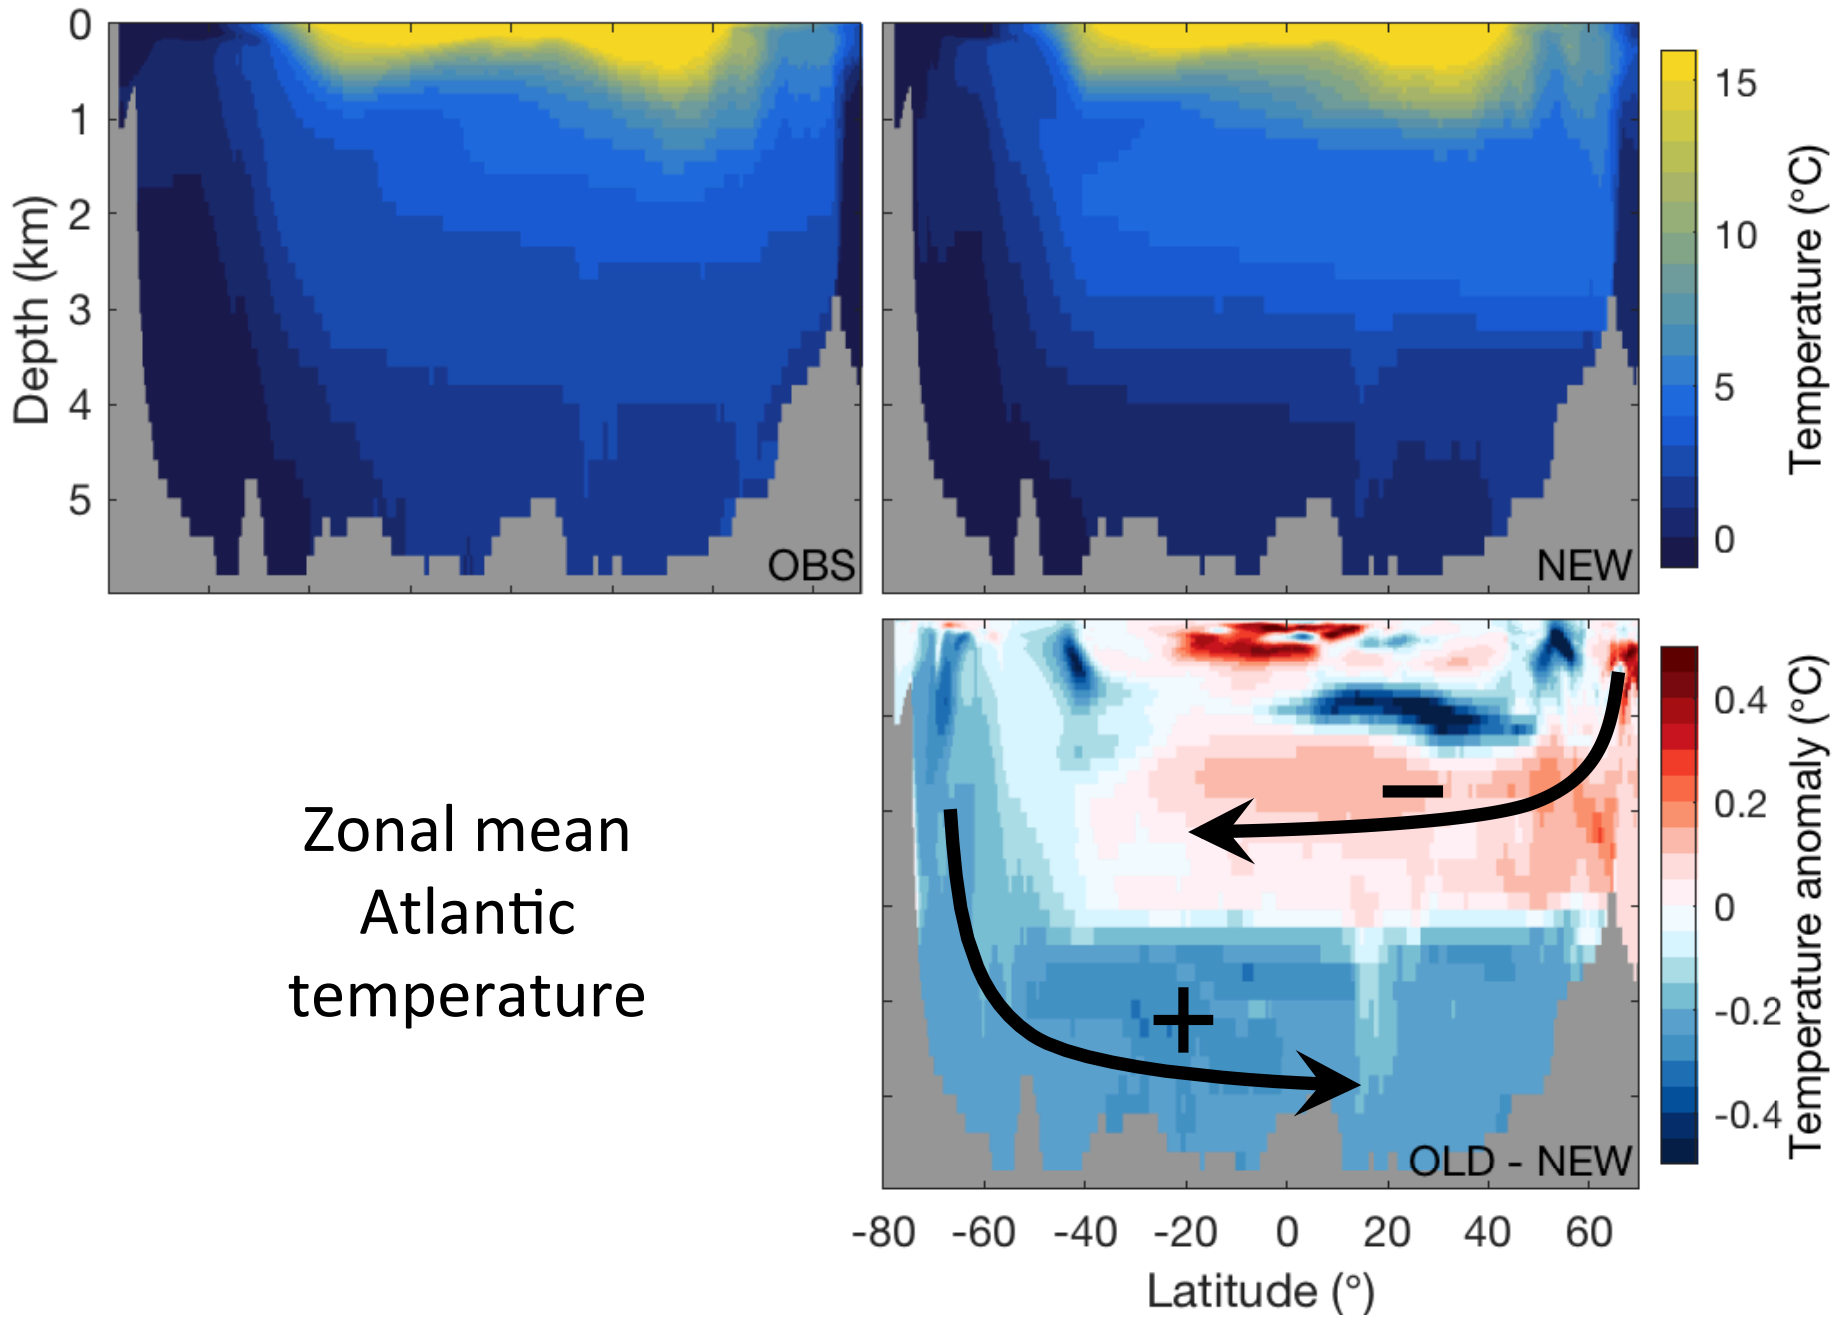 0
1
2
3
4
5
Depth (km)
OBS
NEW
15
10
5
0
Temperature (°C)
Zonal mean
Atlantic
temperature
−
+
OLD - NEW
-80 -60 -40 -20 0 20 40 60
Latitude (°)
0.4
0.2
0
-0.2
-0.4
Temperature anomaly (°C)